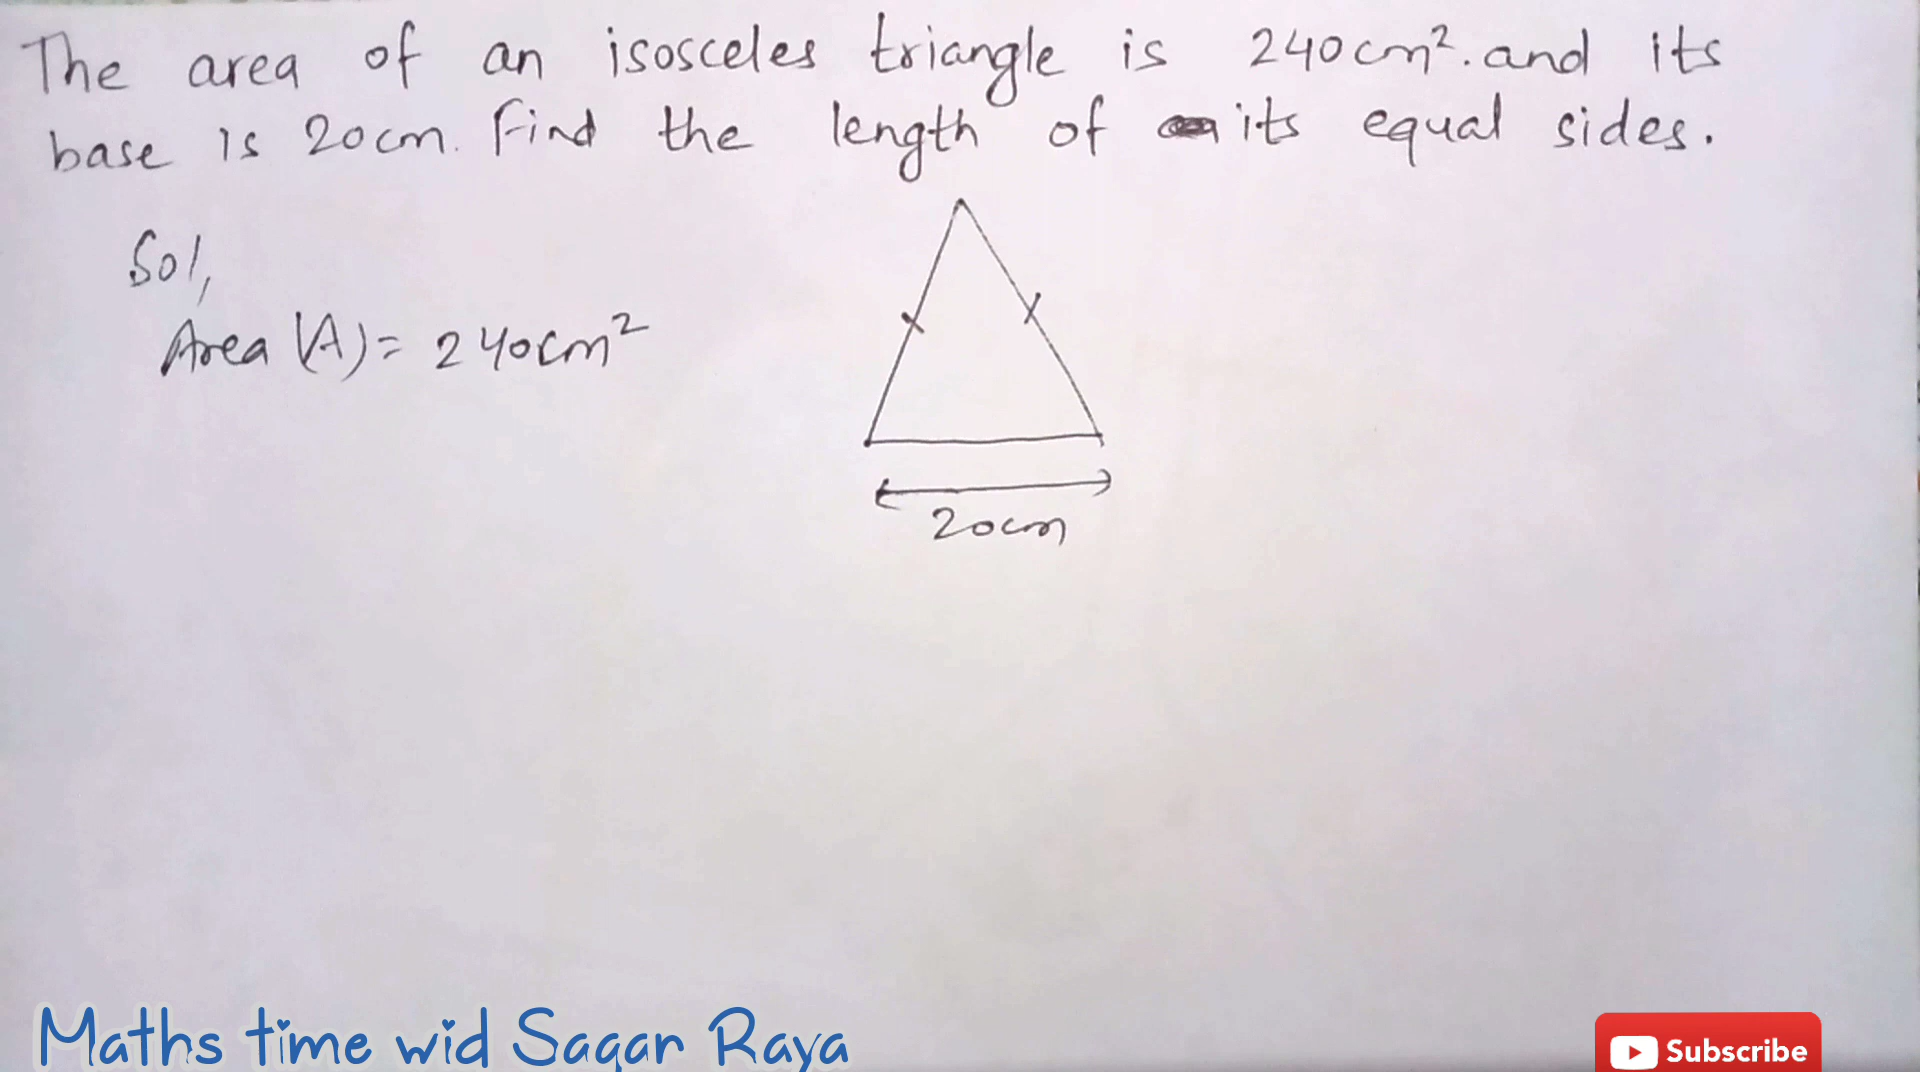 The area of an isosceles triangle is 240cm². and its
base is 20cm. Find the length of its equal sides.
Sol,
Area (A) = 240cm²
20cm
Maths time wid Sagar Raya
Subscribe